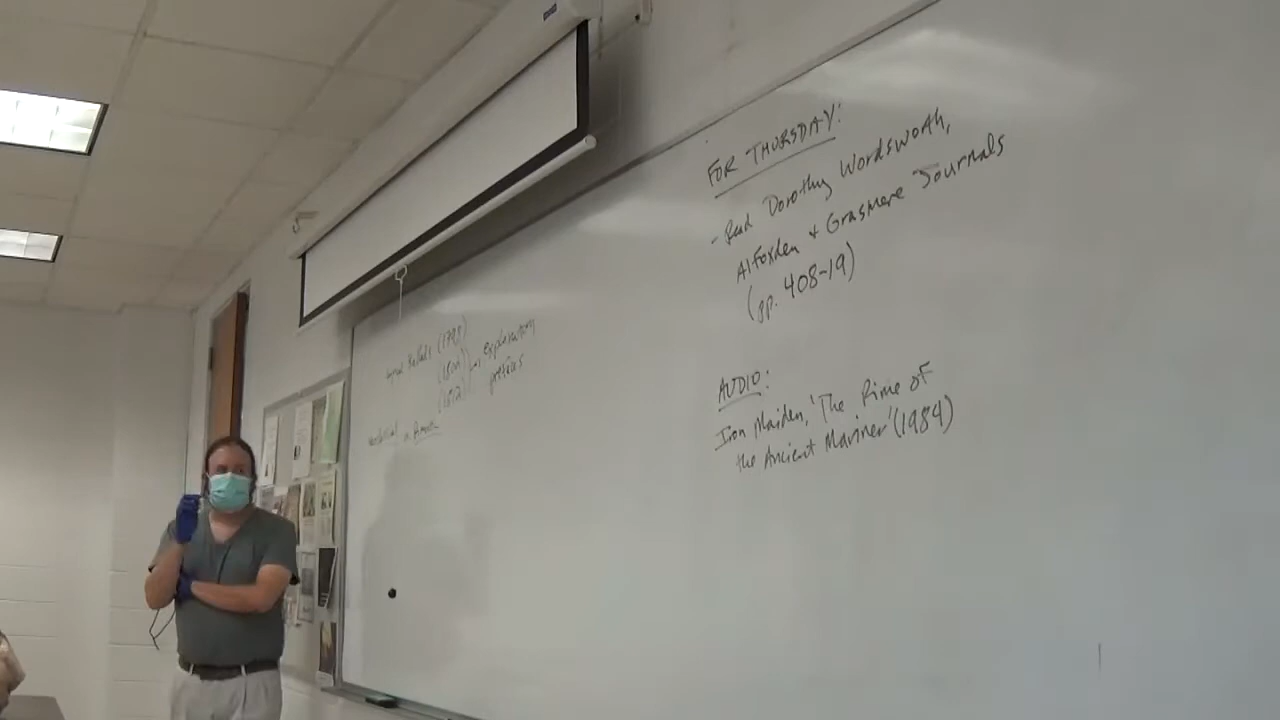 FOR THURSDAY:
- Read Dorothy Wordsworth,
Alfoxden + Grasmere Journals
(pp. 408-19)
AUDIO:
Iron Maiden, 'The Rime of
the Ancient Mariner' (1984)
Lyrical Ballads (1798)
(1800)
(1802)
→ explanatory
prefaces